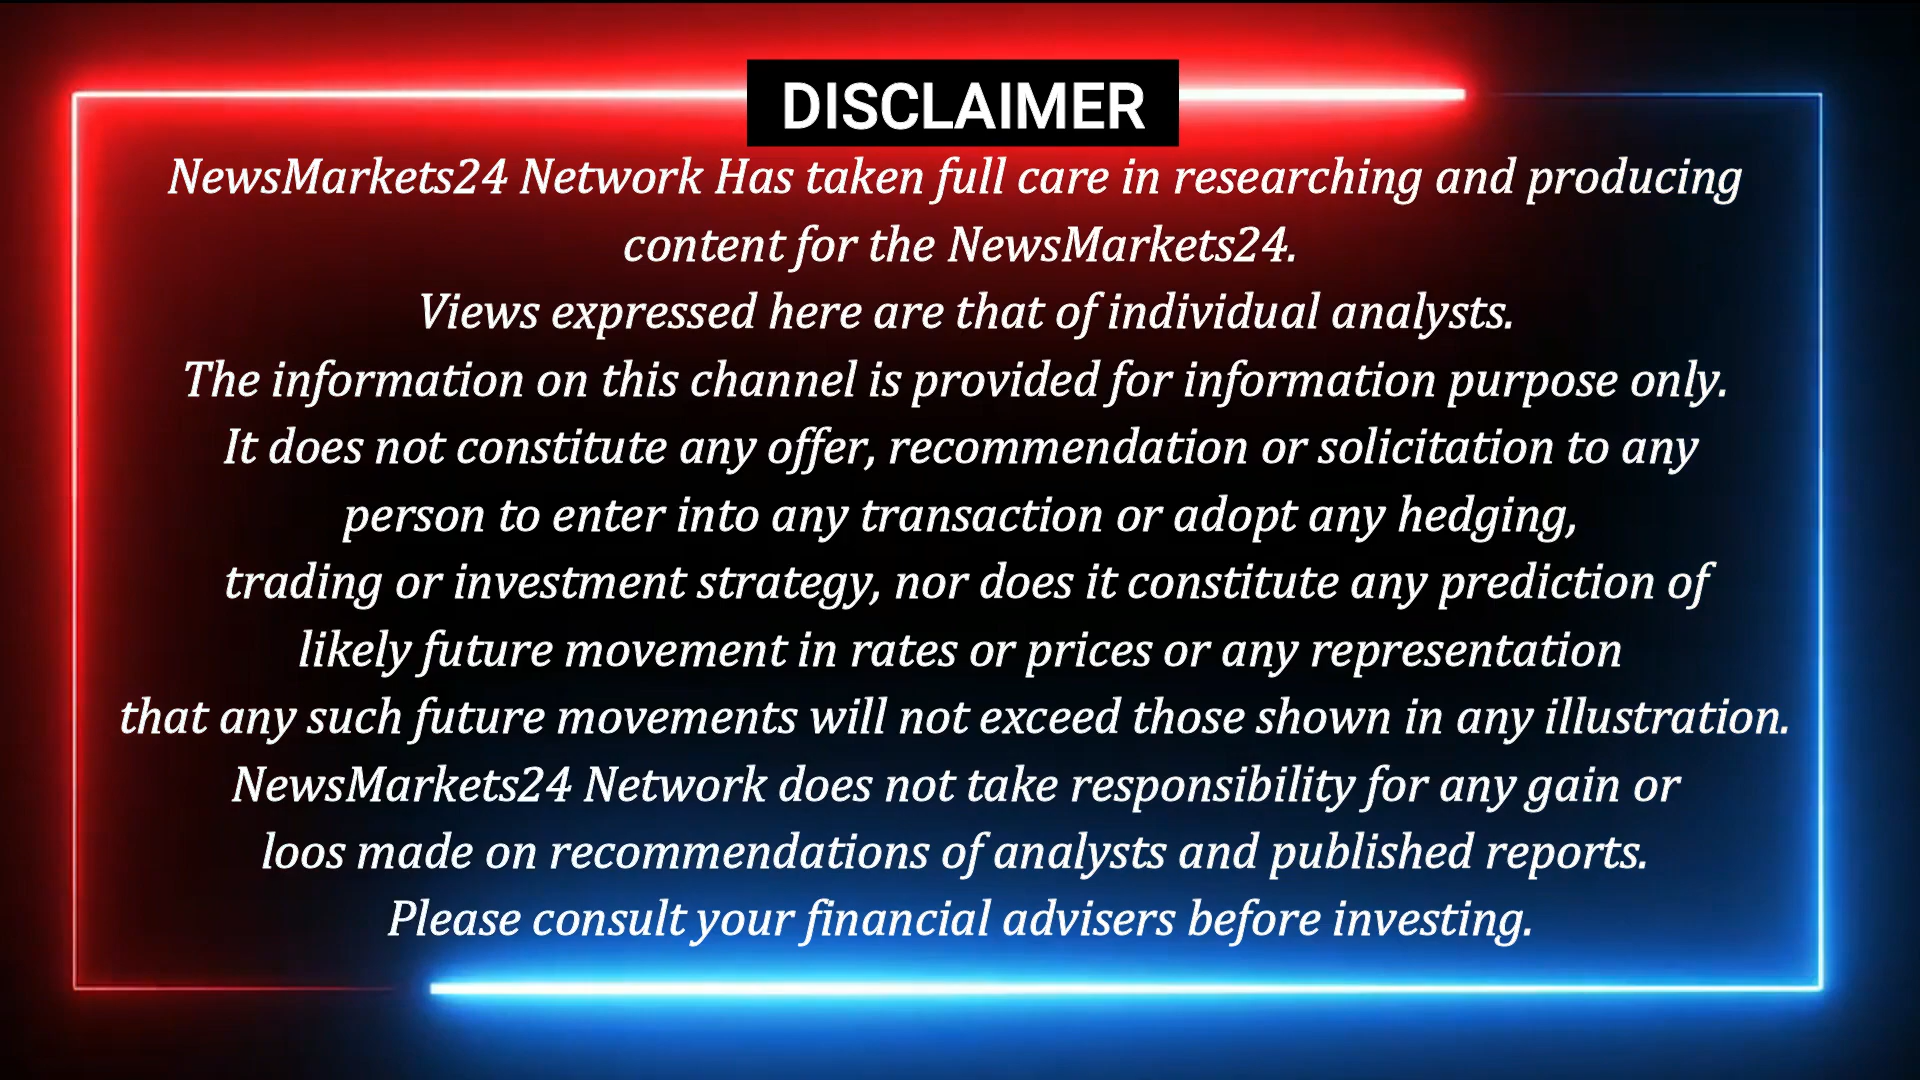 DISCLAIMER
NewsMarkets24 Network Has taken full care in researching and producing
content for the NewsMarkets24.
Views expressed here are that of individual analysts.
The information on this channel is provided for information purpose only.
It does not constitute any offer, recommendation or solicitation to any
person to enter into any transaction or adopt any hedging,
trading or investment strategy, nor does it constitute any prediction of
likely future movement in rates or prices or any representation
that any such future movements will not exceed those shown in any illustration.
NewsMarkets24 Network does not take responsibility for any gain or
loos made on recommendations of analysts and published reports.
Please consult your financial advisers before investing.